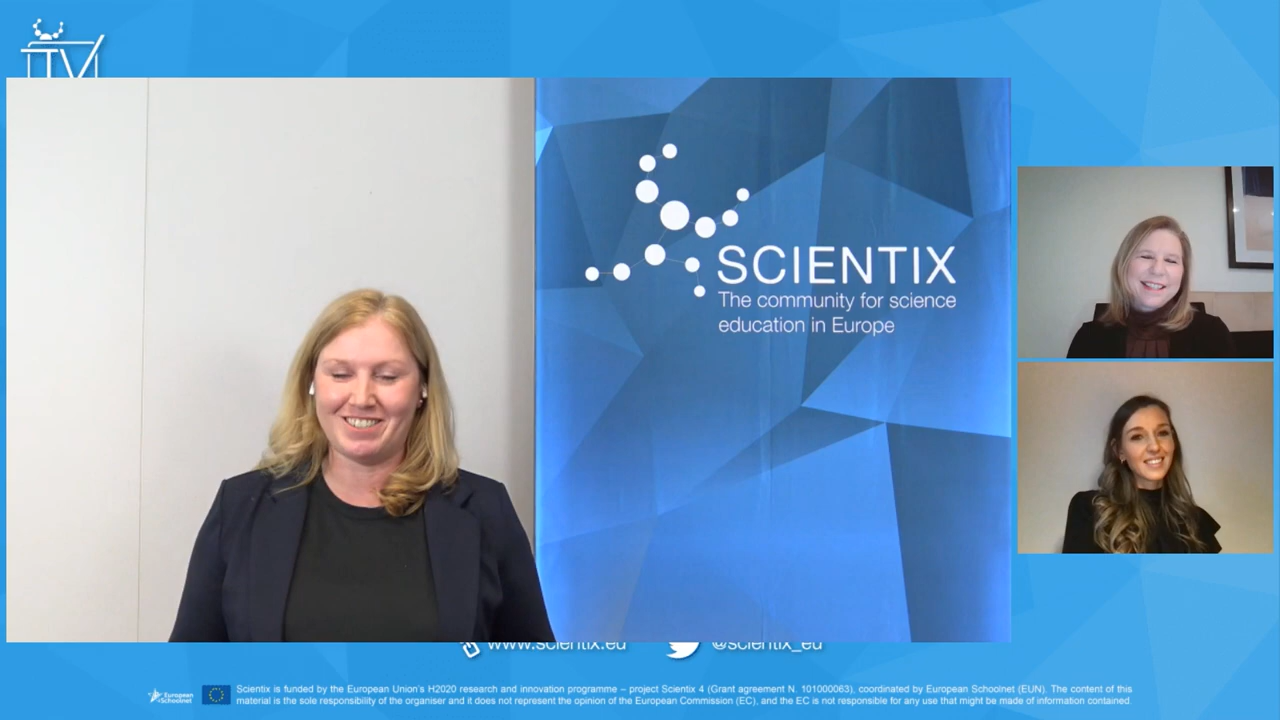 ITV
SCIENTIX
The community for science
education in Europe
www.scientix.eu
@scientix_eu
European
Schoolnet
Scientix is funded by the European Union's H2020 research and innovation programme – project Scientix 4 (Grant agreement N. 101000063), coordinated by European Schoolnet (EUN). The content of this
material is the sole responsibility of the organiser and it does not represent the opinion of the European Commission (EC), and the EC is not responsible for any use that might be made of information contained.